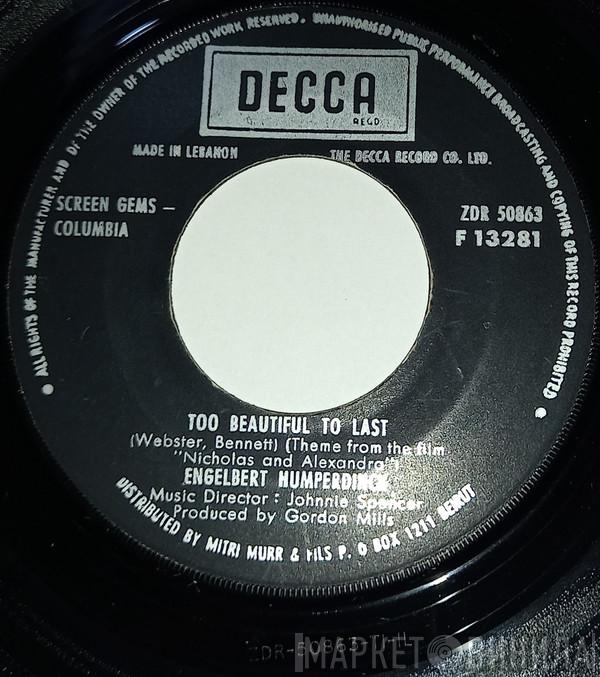 ALL RIGHTS OF THE MANUFACTURER AND OF THE OWNER OF THE RECORDED WORK RESERVED. UNAUTHORISED PUBLIC PERFORMANCE BROADCASTING AND COPYING OF THIS RECORD PROHIBITED
DECCA
REGD
MADE IN LEBANON
THE DECCA RECORD CO. LTD.
SCREEN GEMS –
COLUMBIA
ZDR 50863
F 13281
TOO BEAUTIFUL TO LAST
(Webster, Bennett) (Theme from the film
"Nicholas and Alexandra")
ENGELBERT HUMPERDINCK
Music Director : Johnnie Spencer
Produced by Gordon Mills
DISTRIBUTED BY MITRI MURR & FILS P. O BOX 1211 BEIRUT
МАРКЕТ ВИНИЛА